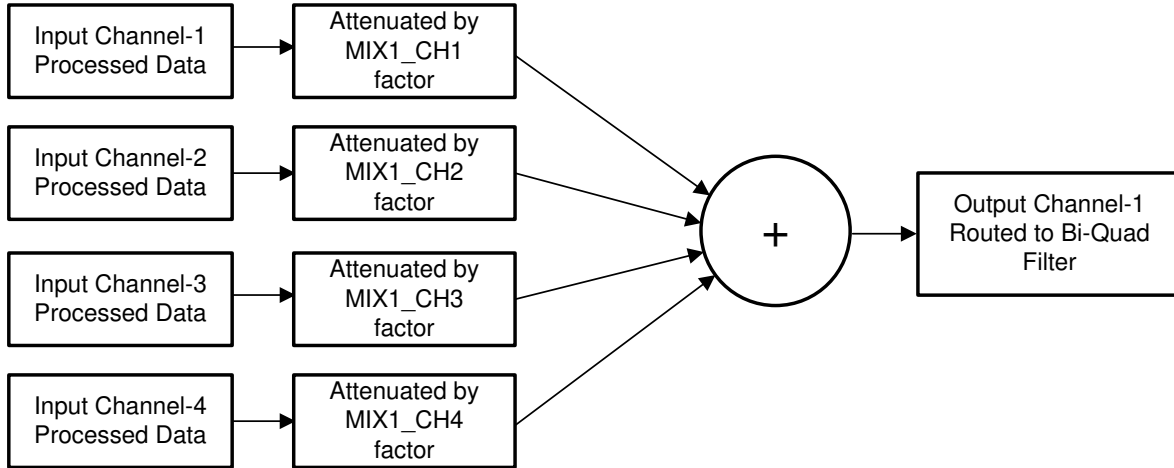 Input Channel-1
Processed Data
Attenuated by
MIX1_CH1
factor
Input Channel-2
Processed Data
Attenuated by
MIX1_CH2
factor
Input Channel-3
Processed Data
Attenuated by
MIX1_CH3
factor
Input Channel-4
Processed Data
Attenuated by
MIX1_CH4
factor
+
Output Channel-1
Routed to Bi-Quad
Filter